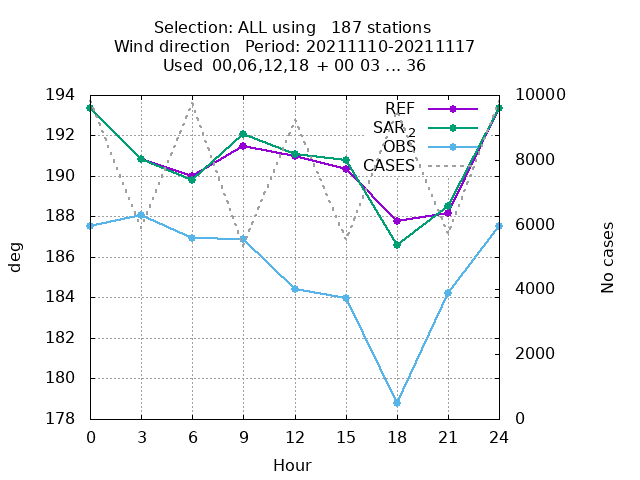 Selection: ALL using   187 stations
Wind direction   Period: 20211110-20211117
Used  00,06,12,18  + 00 03 ... 36
194
192
190
188
186
184
182
180
178
10000
8000
6000
4000
2000
0
REF
SAR2
OBS
CASES
deg
No cases
0 3 6 9 12 15 18 21 24
Hour